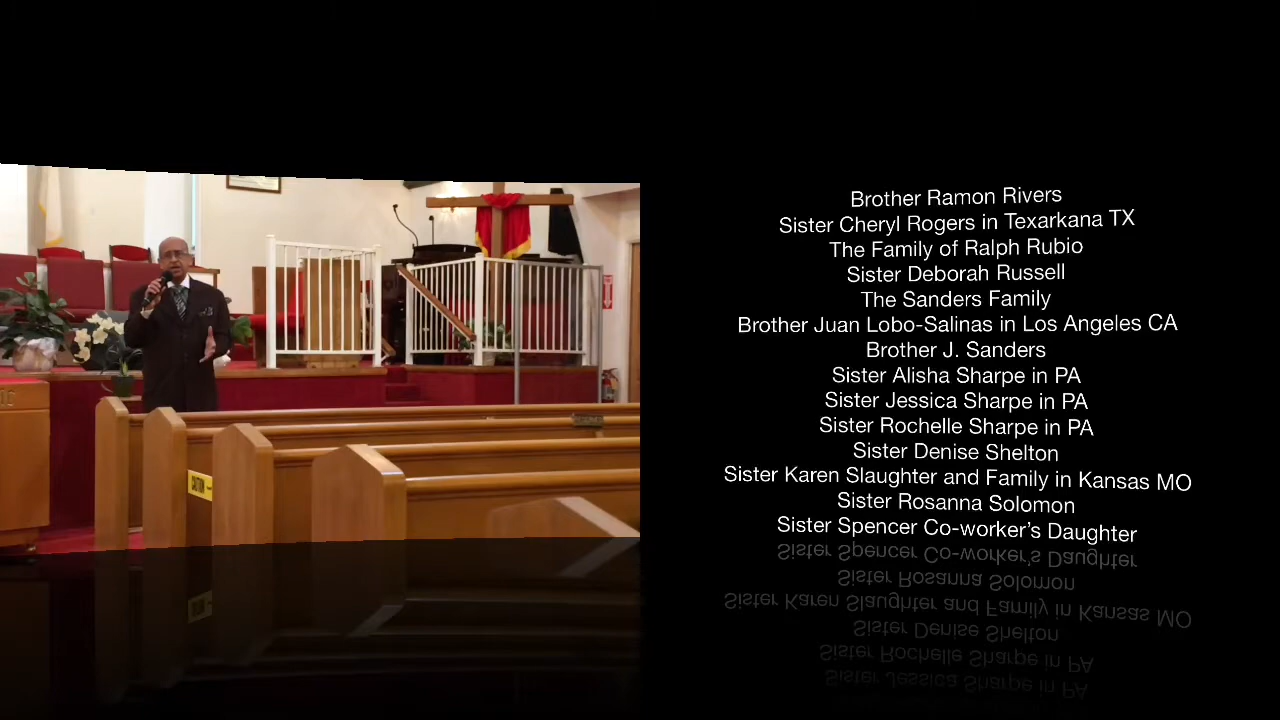 Brother Ramon Rivers
Sister Cheryl Rogers in Texarkana TX
The Family of Ralph Rubio
Sister Deborah Russell
The Sanders Family
Brother Juan Lobo-Salinas in Los Angeles CA
Brother J. Sanders
Sister Alisha Sharpe in PA
Sister Jessica Sharpe in PA
Sister Rochelle Sharpe in PA
Sister Denise Shelton
Sister Karen Slaughter and Family in Kansas MO
Sister Rosanna Solomon
Sister Spencer Co-worker’s Daughter
CAUTION